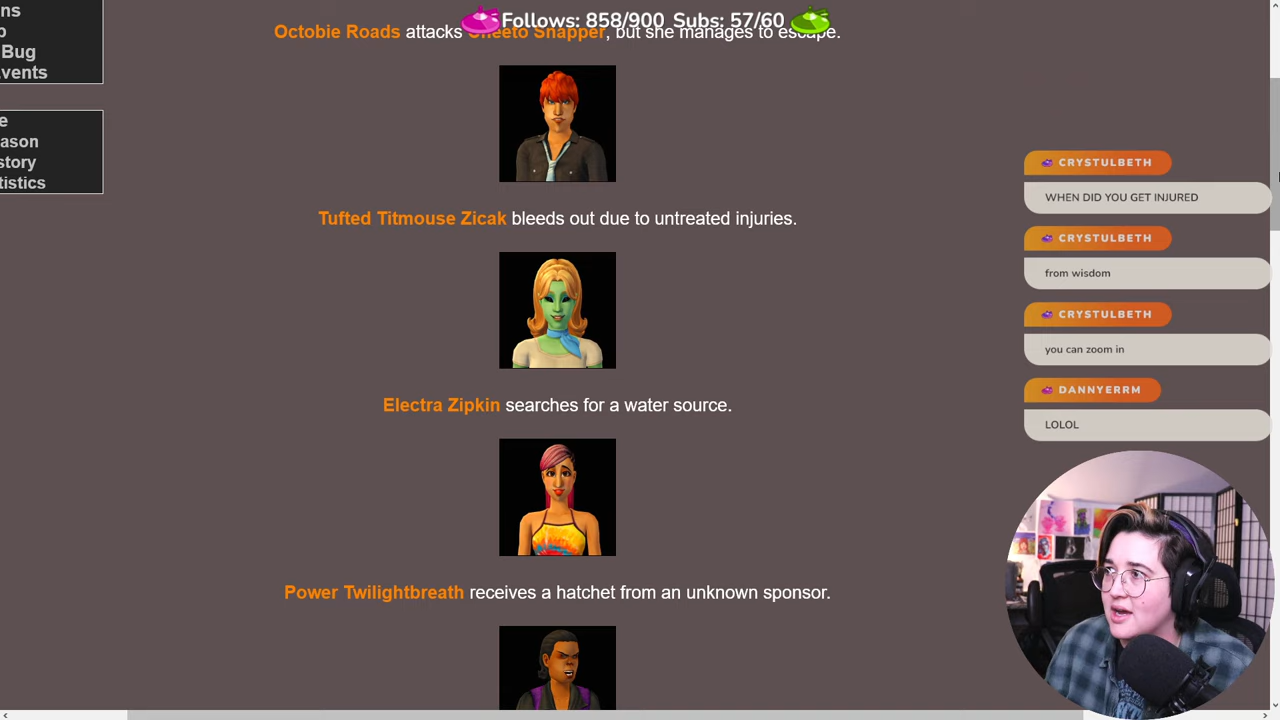 ns
Follows: 858/900 Subs: 57/60
Octobie Roads attacks Cheeto Snapper, but she manages to escape.
p
Bug
vents
e
ason
story
tistics
CRYSTULBETH
WHEN DID YOU GET INJURED
Tufted Titmouse Zicak bleeds out due to untreated injuries.
CRYSTULBETH
from wisdom
CRYSTULBETH
you can zoom in
DANNYERRM
LOLOL
Electra Zipkin searches for a water source.
Power Twilightbreath receives a hatchet from an unknown sponsor.